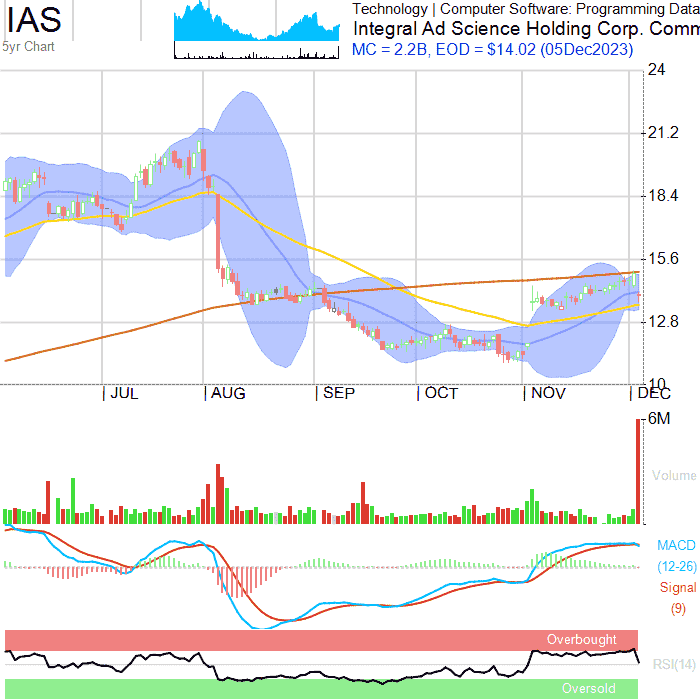 IAS
5yr Chart
Technology | Computer Software: Programming Data
Integral Ad Science Holding Corp. Comm
MC = 2.2B, EOD = $14.02 (05Dec2023)
24
21.2
18.4
15.6
12.8
10
JUL AUG SEP OCT NOV DEC
6M
Volume
MACD
(12-26)
Signal
(9)
Overbought
RSI(14)
Oversold